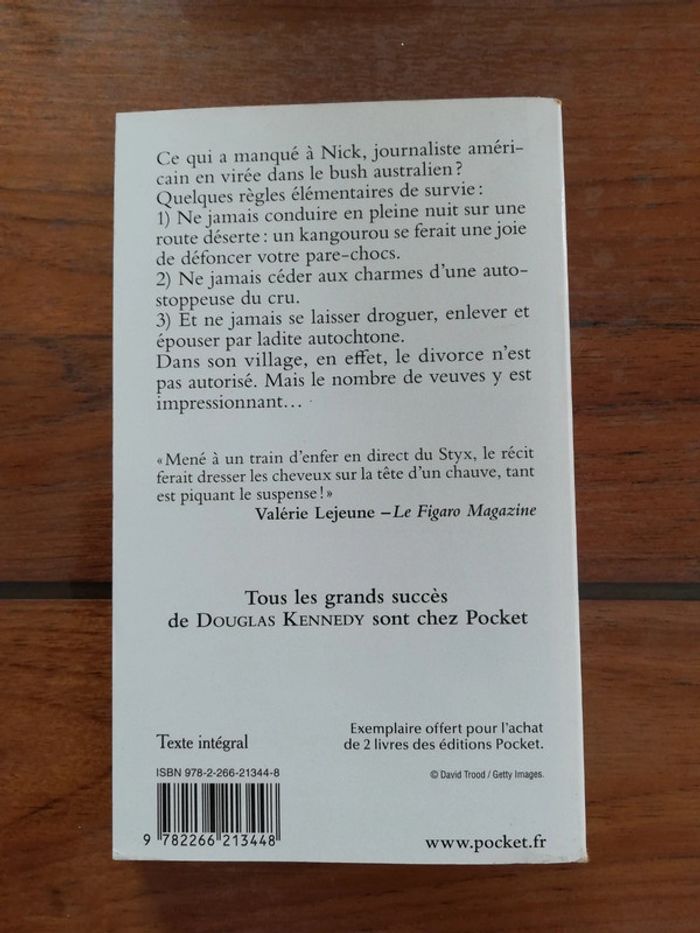 Ce qui a manqué à Nick, journaliste améri-
cain en virée dans le bush australien ?
Quelques règles élémentaires de survie :
1) Ne jamais conduire en pleine nuit sur une
route déserte : un kangourou se ferait une joie
de défoncer votre pare-chocs.
2) Ne jamais céder aux charmes d'une auto-
stoppeuse du cru.
3) Et ne jamais se laisser droguer, enlever et
épouser par ladite autochtone.
Dans son village, en effet, le divorce n'est
pas autorisé. Mais le nombre de veuves y est
impressionnant…
« Mené à un train d'enfer en direct du Styx, le récit
ferait dresser les cheveux sur la tête d'un chauve, tant
est piquant le suspense ! »
Valérie Lejeune – Le Figaro Magazine
Tous les grands succès
de DOUGLAS KENNEDY sont chez Pocket
Texte intégral
Exemplaire offert pour l'achat
de 2 livres des éditions Pocket.
ISBN 978-2-266-21344-8
© David Trood / Getty Images.
9 782266 213448
www.pocket.fr